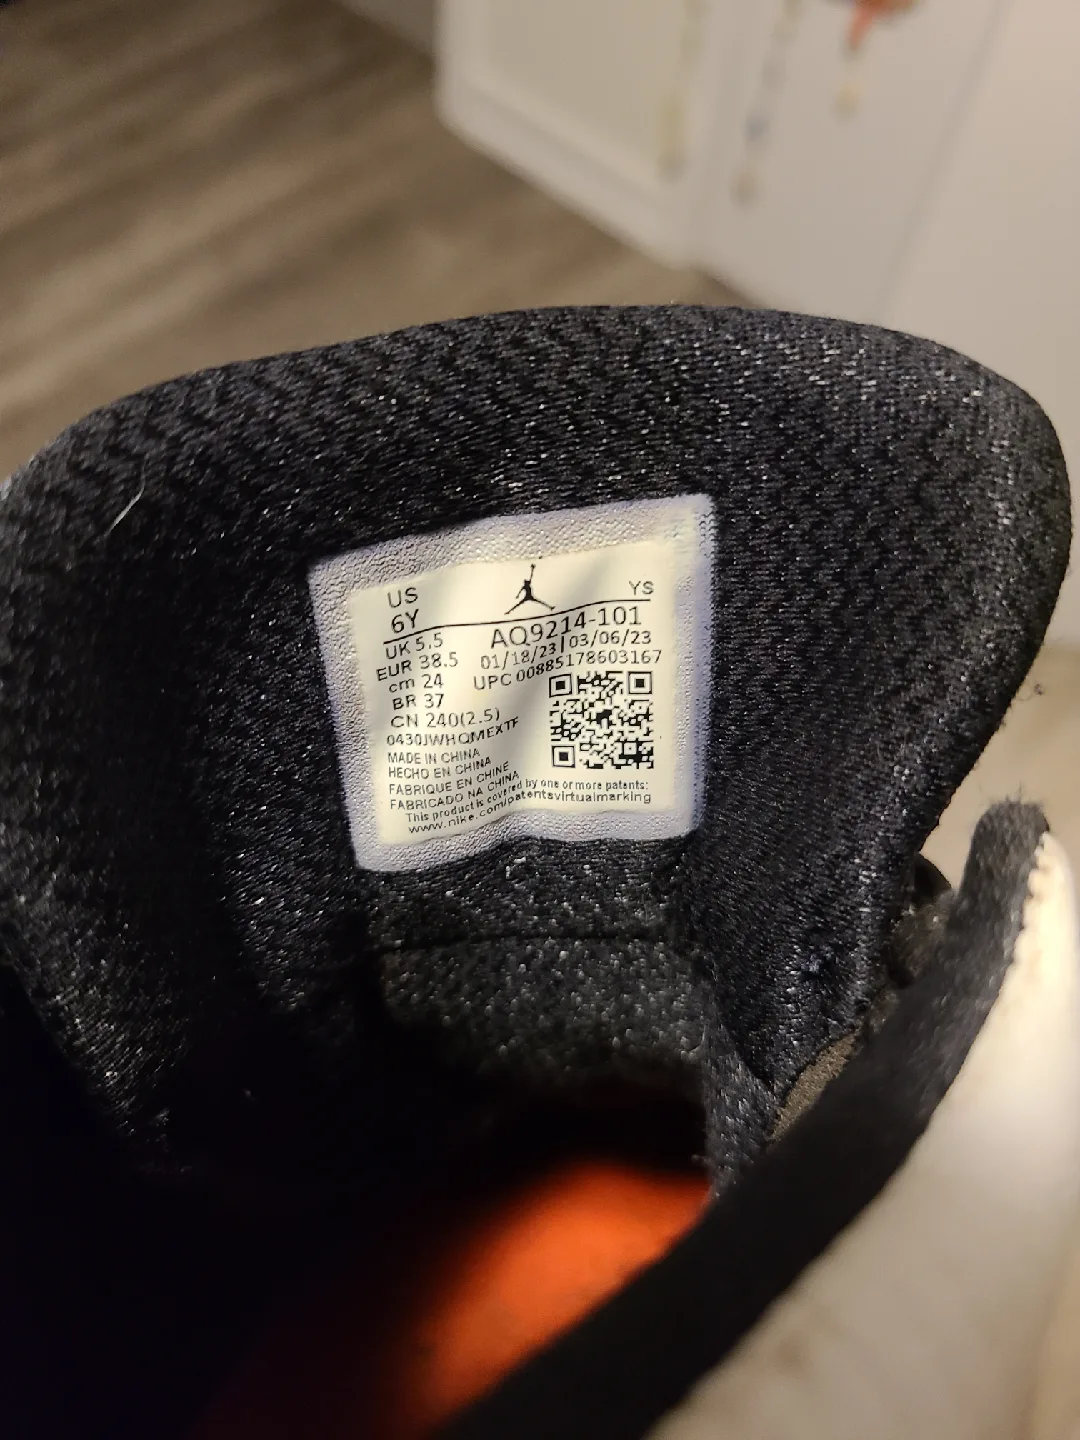 US YS
6Y
UK 5.5 AQ9214-101
EUR 38.5 01/18/23|03/06/23
cm 24 UPC 00885178603167
BR 37
CN 240(2.5)
0430JWHQMEXTF
MADE IN CHINA
HECHO EN CHINA
FABRIQUE EN CHINE
FABRICADO NA CHINA
This product is covered by one or more patents:
www.nike.com/patentsvirtualmarking